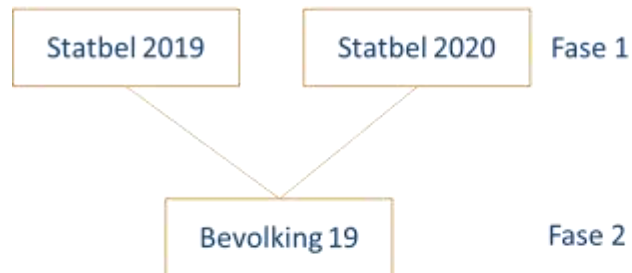 Statbel 2019
Statbel 2020
Fase 1
Bevolking 19
Fase 2